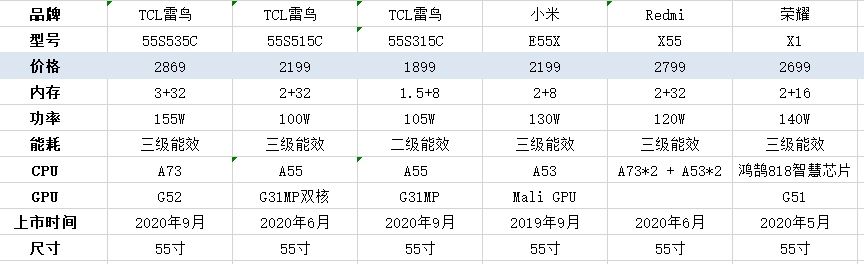 品牌 TCL雷鸟 TCL雷鸟 TCL雷鸟 小米 Redmi 荣耀
型号 55S535C 55S515C 55S315C E55X X55 X1
价格 2869 2199 1899 2199 2799 2699
内存 3+32 2+32 1.5+8 2+8 2+32 2+16
功率 155W 100W 105W 130W 120W 140W
能耗 三级能效 三级能效 二级能效 三级能效 三级能效 三级能效
CPU A73 A55 A55 A53 A73*2 + A53*2 鸿鹄818智慧芯片
GPU G52 G31MP双核 G31MP Mali GPU G51
上市时间 2020年9月 2020年6月 2020年9月 2019年9月 2020年6月 2020年5月
尺寸 55寸 55寸 55寸 55寸 55寸 55寸